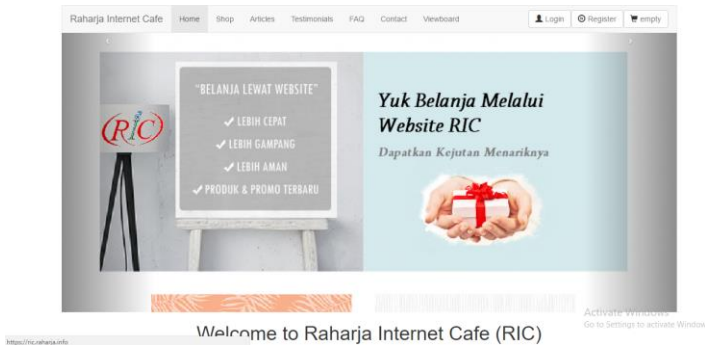 Raharja Internet Cafe Home Shop Articles Testimonials FAQ Contact Viewboard Login Register empty
"BELANJA LEWAT WEBSITE"
LEBIH CEPAT
LEBIH GAMPANG
LEBIH AMAN
PRODUK & PROMO TERBARU
(RiC)
Yuk Belanja Melalui
Website RIC
Dapatkan Kejutan Menariknya
Welcome to Raharja Internet Cafe (RIC)
Activate Windows
Go to Settings to activate Window
https://ric.raharja.info